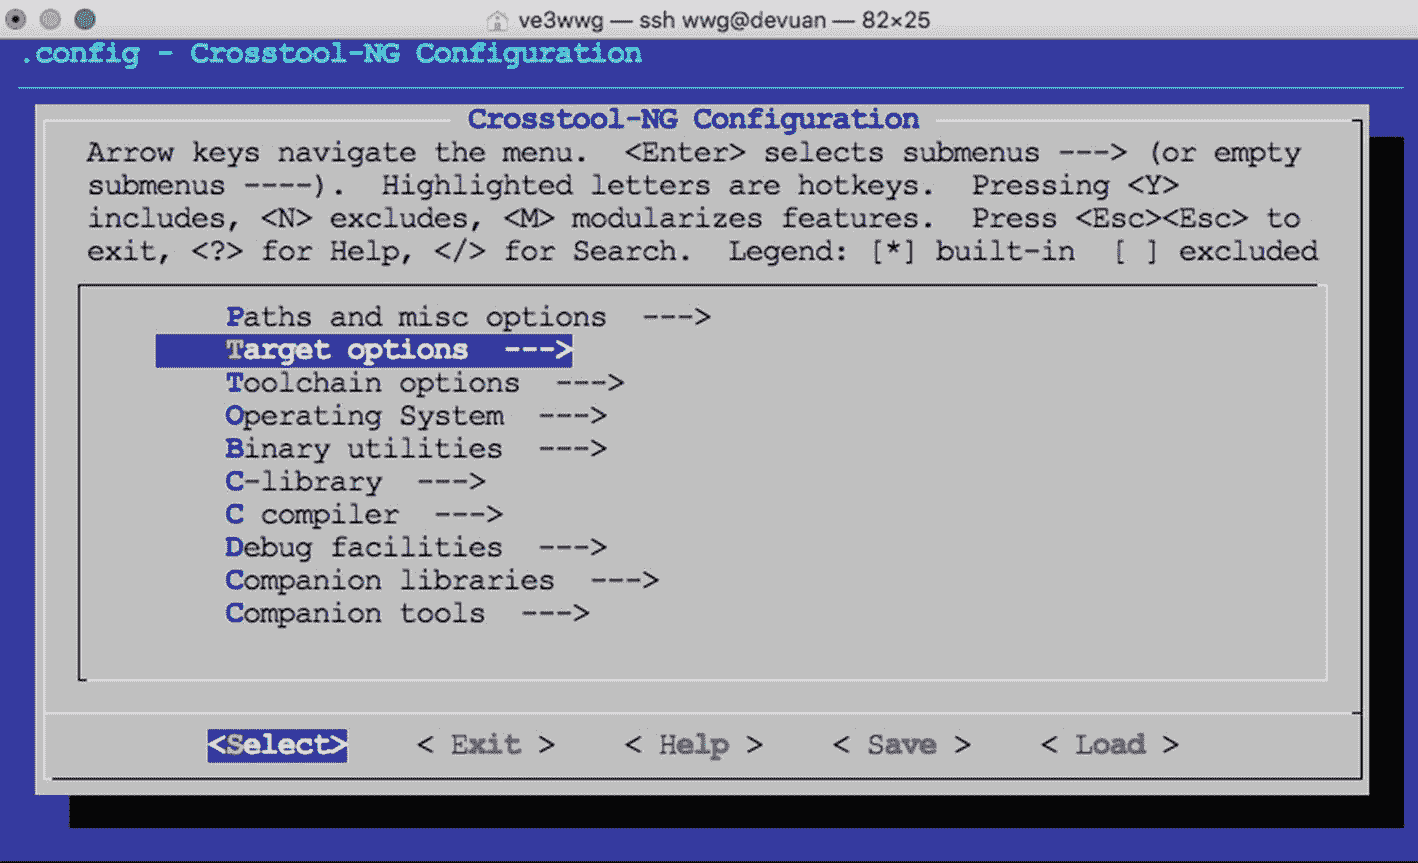 ve3wwg — ssh wwg@devuan — 82×25
.config - Crosstool-NG Configuration
Crosstool-NG Configuration
Arrow keys navigate the menu.  <Enter> selects submenus ---> (or empty
submenus ----).  Highlighted letters are hotkeys.  Pressing <Y>
includes, <N> excludes, <M> modularizes features.  Press <Esc><Esc> to
exit, <?> for Help, </> for Search.  Legend: [*] built-in  [ ] excluded
Paths and misc options  --->
Target options  --->
Toolchain options  --->
Operating System  --->
Binary utilities  --->
C-library  --->
C compiler  --->
Debug facilities  --->
Companion libraries  --->
Companion tools  --->
<Select>    < Exit >    < Help >    < Save >    < Load >